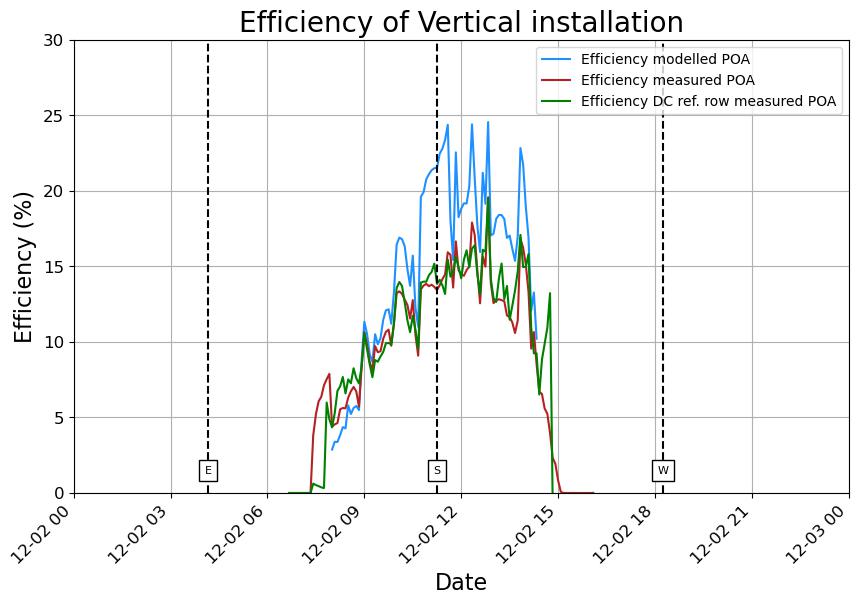 Efficiency of Vertical installation
Efficiency modelled POA
Efficiency measured POA
Efficiency DC ref. row measured POA
Efficiency (%)
30
25
20
15
10
5
0
E
S
W
12-02 00
12-02 03
12-02 06
12-02 09
12-02 12
12-02 15
12-02 18
12-02 21
12-03 00
Date